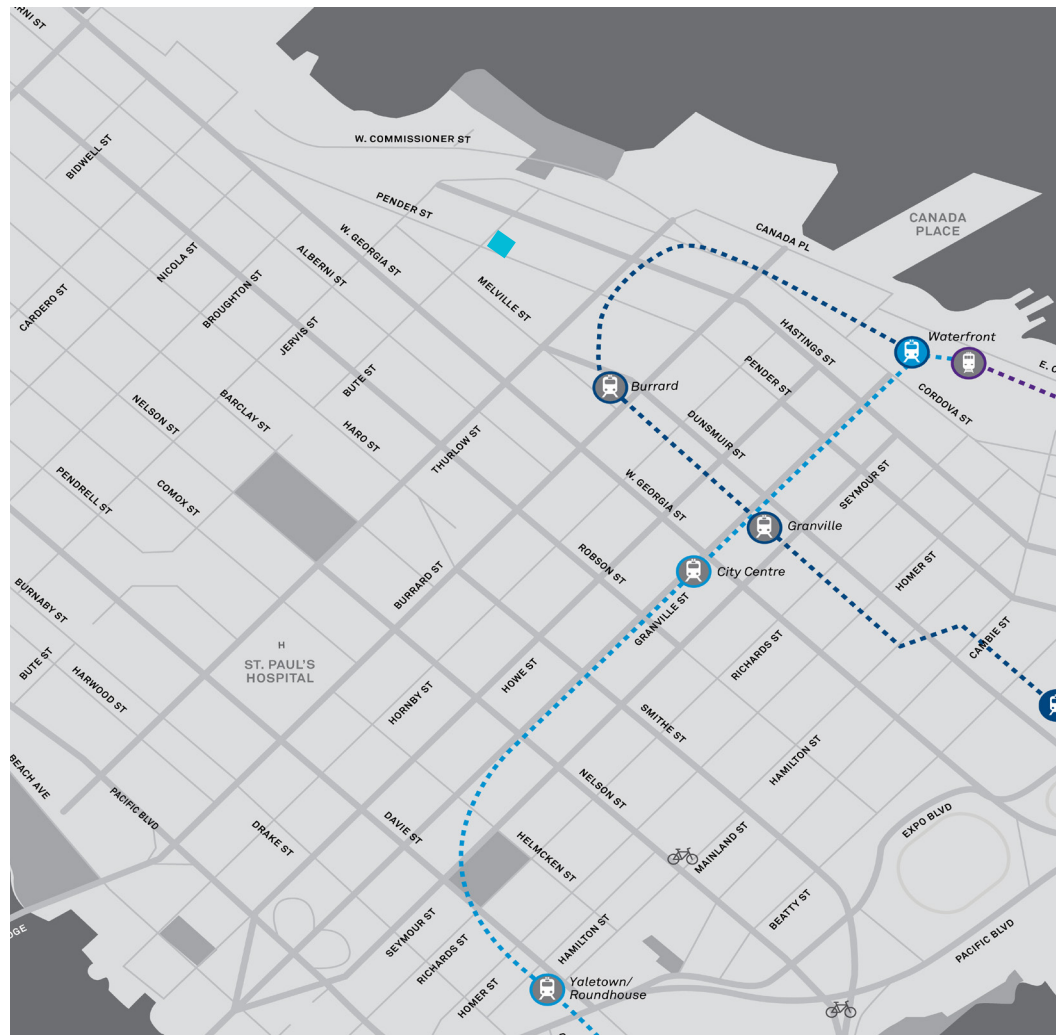 RNI ST
BIDWELL ST
W. COMMISSIONER ST
PENDER ST
CANADA
PLACE
CANADA PL
W. GEORGIA ST
ALBERNI ST
NICOLA ST
BROUGHTON ST
CARDERO ST
MELVILLE ST
JERVIS ST
HASTINGS ST
Waterfront
PENDER ST
BUTE ST
Burrard
CORDOVA ST
NELSON ST
BARCLAY ST
HARO ST
THURLOW ST
DUNSMUIR ST
W. GEORGIA ST
SEYMOUR ST
PENDRELL ST
COMOX ST
Granville
ROBSON ST
City Centre
HOMER ST
BURRARD ST
BURNABY ST
GRANVILLE ST
CAMBIE ST
RICHARDS ST
BUTE ST
H
ST. PAUL'S
HOSPITAL
HARWOOD ST
HOWE ST
HORNBY ST
SMITHE ST
HAMILTON ST
BEACH AVE
PACIFIC BLVD
NELSON ST
EXPO BLVD
DRAKE ST
DAVIE ST
HELMCKEN ST
MAINLAND ST
BEATTY ST
SEYMOUR ST
RICHARDS ST
HAMILTON ST
PACIFIC BLVD
HOMER ST
Yaletown/
Roundhouse